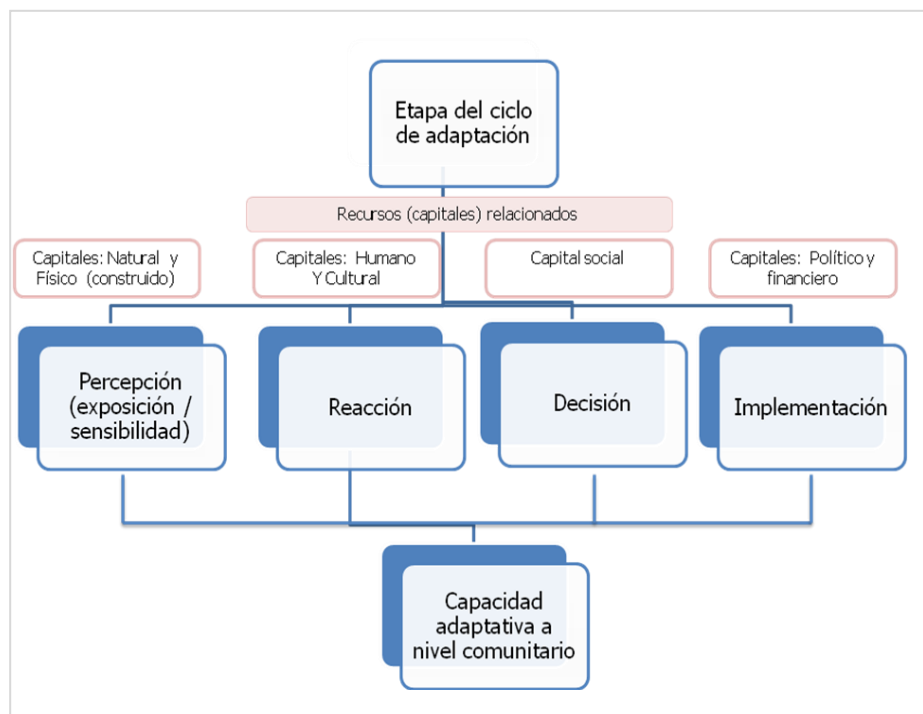 Etapa del ciclo
de adaptación
Recursos (capitales) relacionados
Capitales: Natural y
Físico (construido)
Capitales: Humano
Y Cultural
Capital social
Capitales: Político y
financiero
Percepción
(exposición /
sensibilidad)
Reacción
Decisión
Implementación
Capacidad
adaptativa a
nivel comunitario